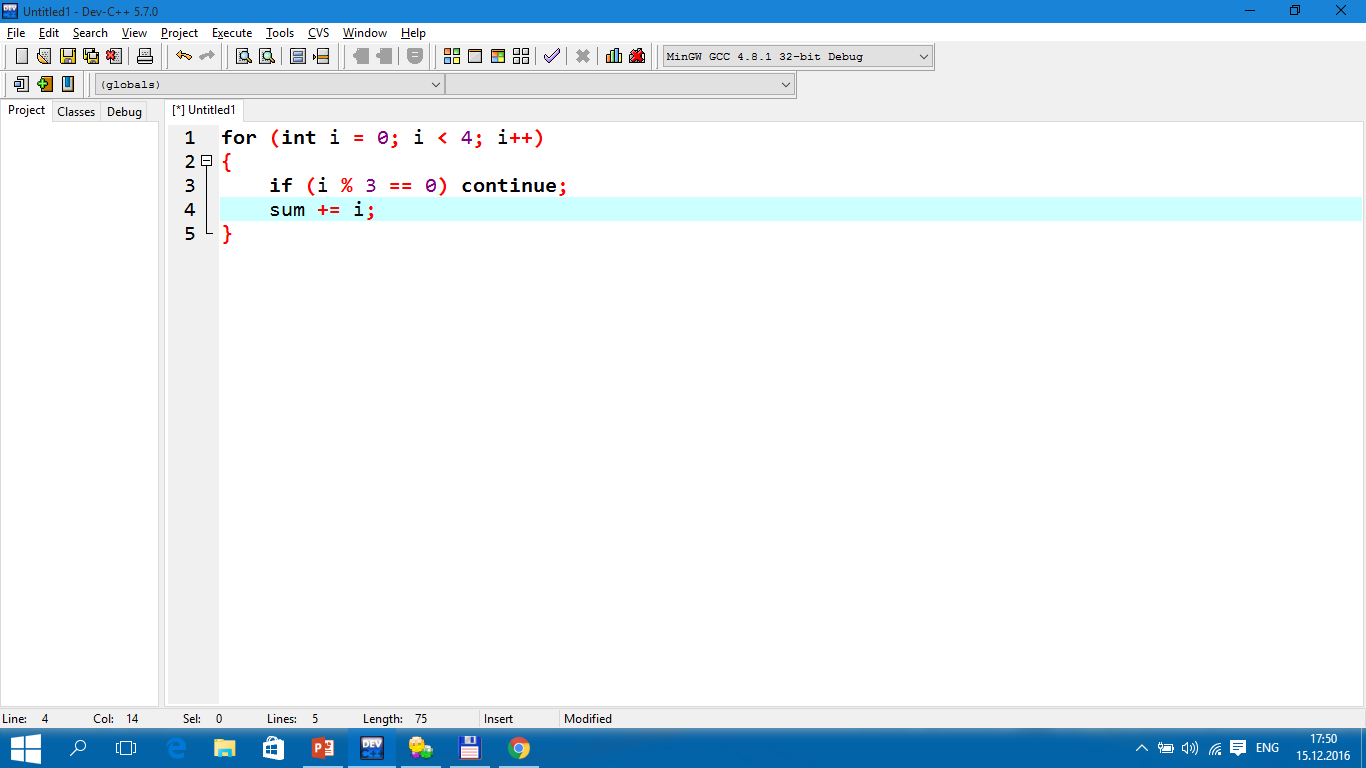 Untitled1 - Dev-C++ 5.7.0
File Edit Search View Project Execute Tools CVS Window Help
MinGW GCC 4.8.1 32-bit Debug
(globals)
Project Classes Debug [*] Untitled1
1 for (int i = 0; i < 4; i++)
2 {
3     if (i % 3 == 0) continue;
4     sum += i;
5 }
Line: 4 Col: 14 Sel: 0 Lines: 5 Length: 75 Insert Modified
DEV C++
ENG 17:50
15.12.2016